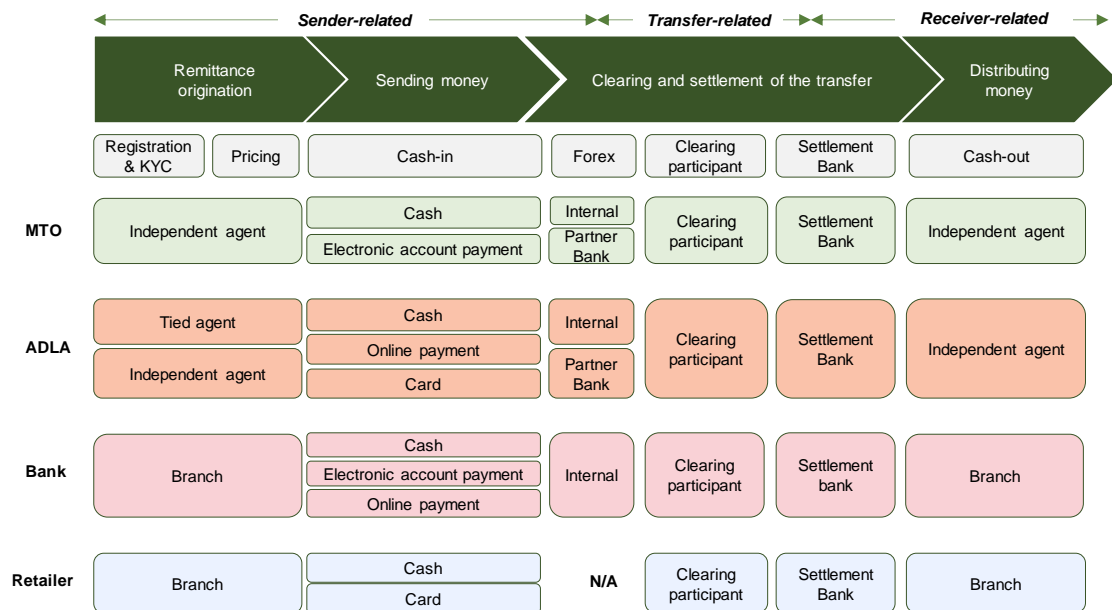 Sender-related
Transfer-related
Receiver-related
Remittance
origination
Sending money
Clearing and settlement of the transfer
Distributing
money
Registration
& KYC
Pricing
Cash-in
Forex
Clearing
participant
Settlement
Bank
Cash-out
MTO
Independent agent
Cash
Electronic account payment
Internal
Partner
Bank
Clearing
participant
Settlement
Bank
Independent agent
ADLA
Tied agent
Independent agent
Cash
Online payment
Card
Internal
Partner
Bank
Clearing
participant
Settlement
Bank
Independent agent
Bank
Branch
Cash
Electronic account payment
Online payment
Internal
Clearing
participant
Settlement
bank
Branch
Retailer
Branch
Cash
Card
N/A
Clearing
participant
Settlement
Bank
Branch